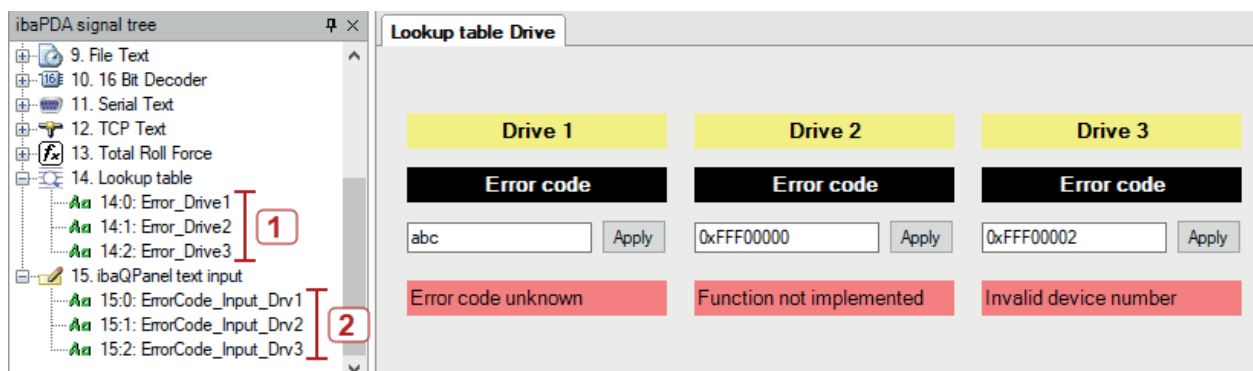 ibaPDA signal tree
9. File Text
10. 16 Bit Decoder
11. Serial Text
12. TCP Text
13. Total Roll Force
14. Lookup table
14:0: Error_Drive1
14:1: Error_Drive2
14:2: Error_Drive3
1
15. ibaQPanel text input
15:0: ErrorCode_Input_Drv1
15:1: ErrorCode_Input_Drv2
15:2: ErrorCode_Input_Drv3
2
Lookup table Drive
Drive 1 Drive 2 Drive 3
Error code Error code Error code
abc Apply 0xFFF00000 Apply 0xFFF00002 Apply
Error code unknown Function not implemented Invalid device number